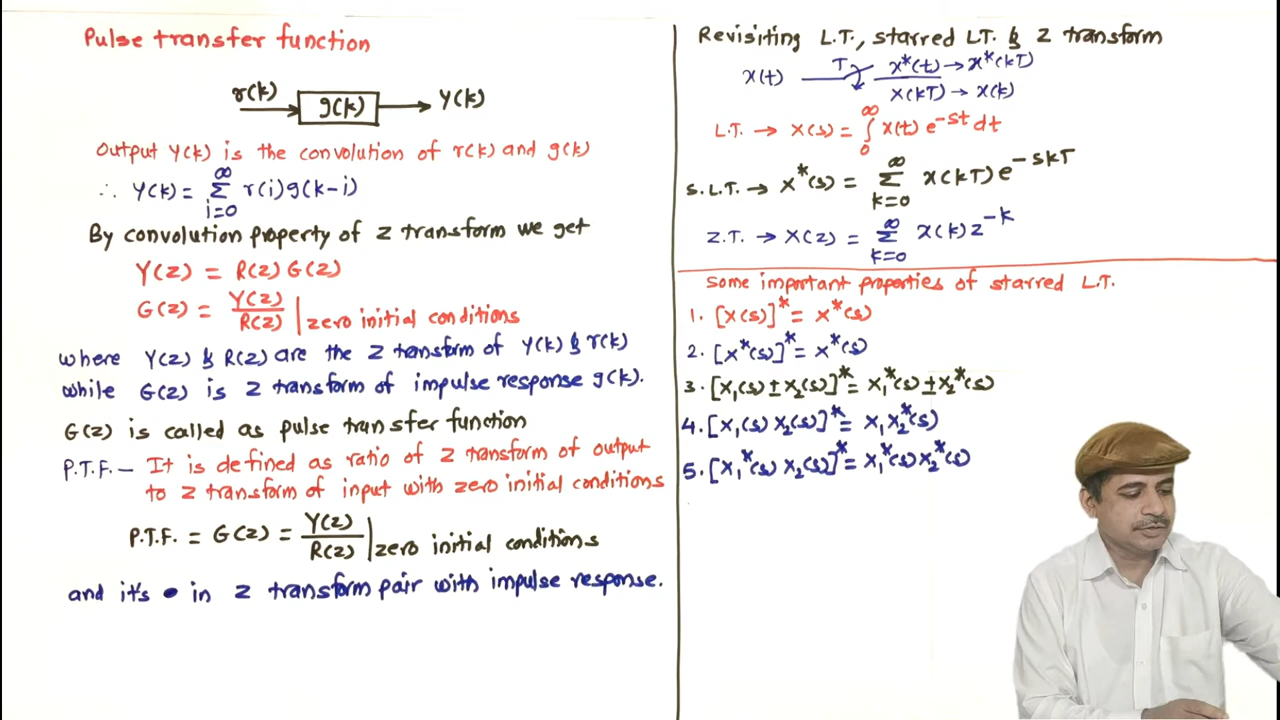 Pulse transfer function
r(k) g(k) Y(k)
Output Y(k) is the convolution of r(k) and g(k)
∴ Y(k) = ∞ Σ i=0 r(i)g(k-i)
By convolution property of z transform we get
Y(z) = R(z) G(z)
G(z) = Y(z)/R(z) | zero initial conditions
where Y(z) & R(z) are the z transform of Y(k) & r(k)
while G(z) is z transform of impulse response g(k).
G(z) is called as pulse transfer function
P.T.F. – It is defined as ratio of z transform of output
to z transform of input with zero initial conditions
P.T.F. = G(z) = Y(z)/R(z) | zero initial conditions
and it's in z transform pair with impulse response.
Revisiting L.T., starred LT. & Z transform
x(t) T x*(t) → x*(kT)
x(kT) → x(k)
L.T. → X(s) = ∞ ∫ 0 x(t) e^-st dt
S.L.T. → X*(s) = ∞ Σ k=0 x(kT) e^-skT
Z.T. → X(z) = ∞ Σ k=0 x(k) z^-k
Some important properties of starred L.T.
1. [X(s)]* = X*(s)
2. [X*(s)]* = X*(s)
3. [X₁(s) ± X₂(s)]* = X₁*(s) ± X₂*(s)
4. [X₁(s) X₂(s)]* = X₁X₂*(s)
5. [X₁*(s) X₂(s)]* = X₁*(s) X₂*(s)